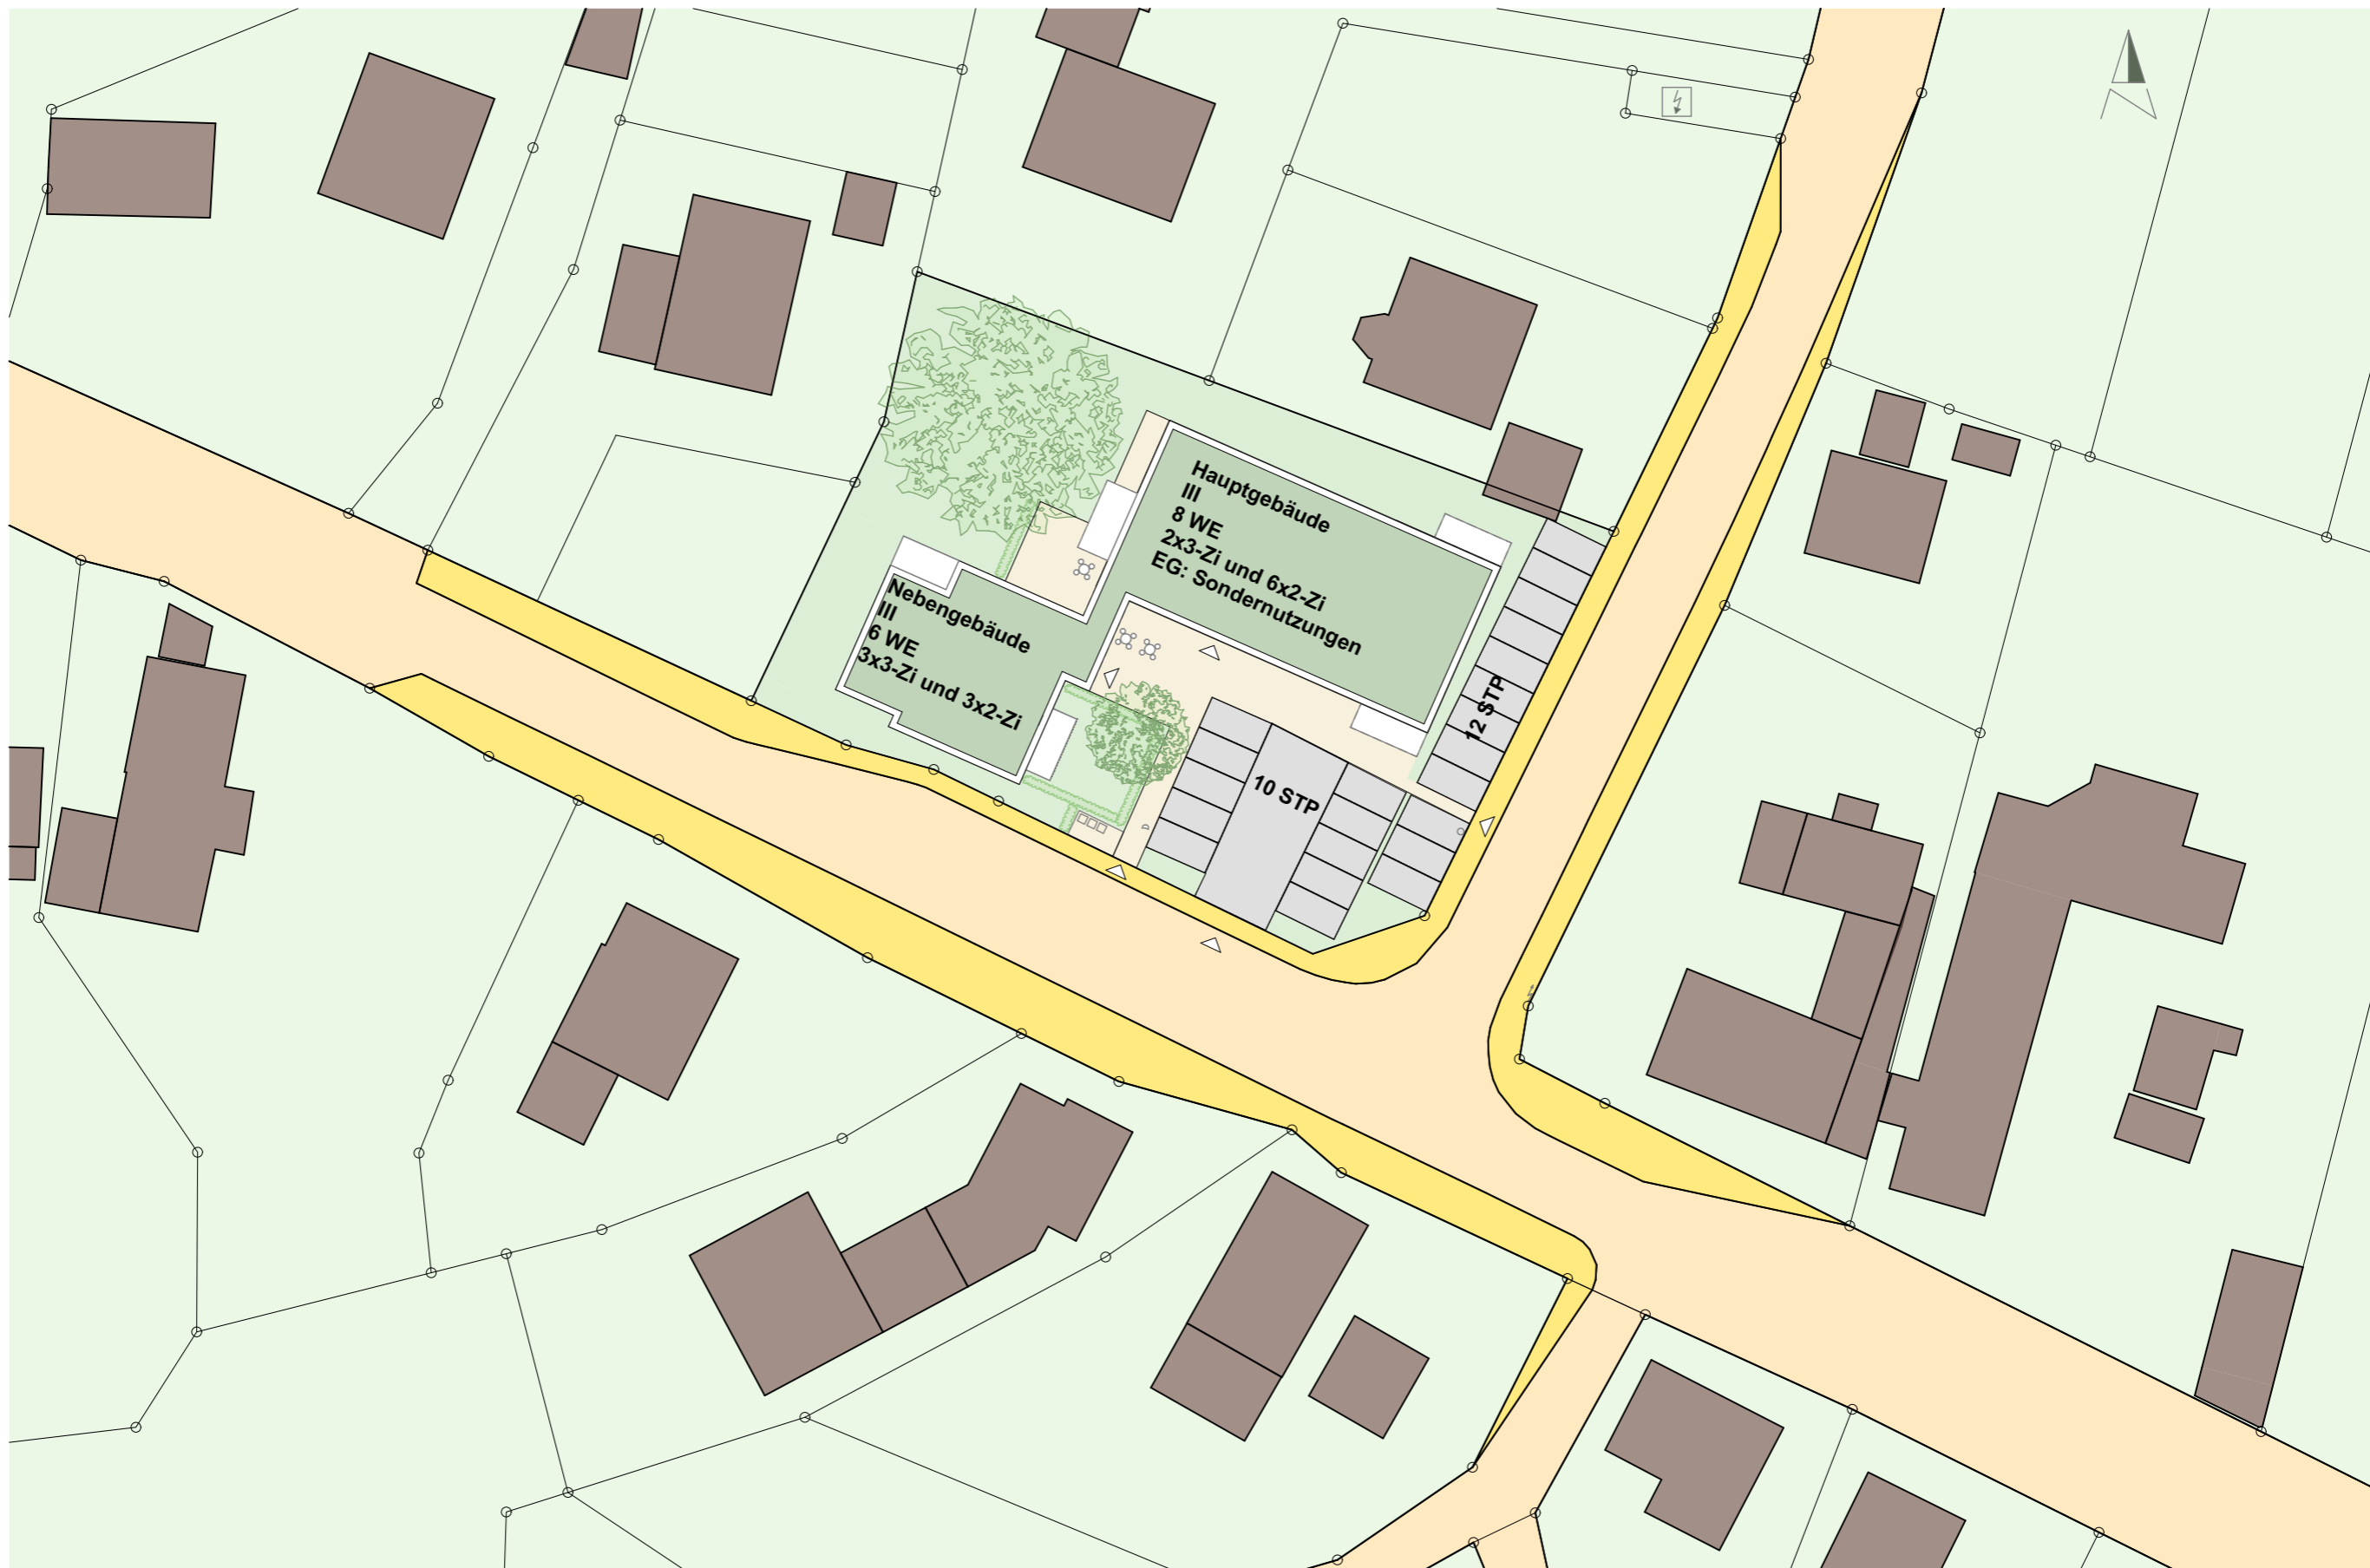 Hauptgebäude
III
8 WE
2x3-Zi und 6x2-Zi
EG: Sondernutzungen
Nebengebäude
III
6 WE
3x3-Zi und 3x2-Zi
12 STP
10 STP